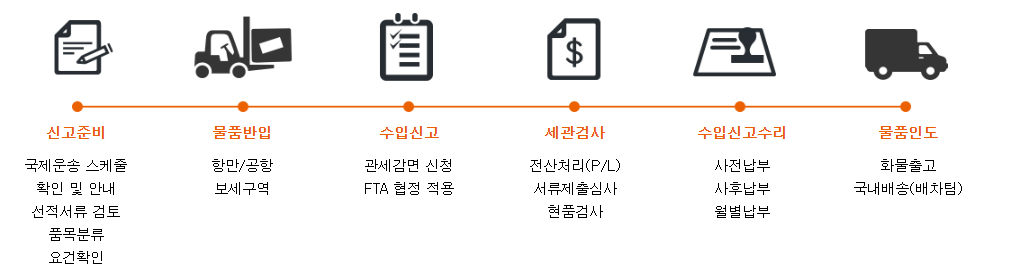 $
신고준비
국제운송 스케줄
확인 및 안내
선적서류 검토
품목분류
요건확인
물품반입
항만/공항
보세구역
수입신고
관세감면 신청
FTA 협정 적용
세관검사
전산처리(P/L)
서류제출심사
현품검사
수입신고수리
사전납부
사후납부
월별납부
물품인도
화물출고
국내배송(배차팀)